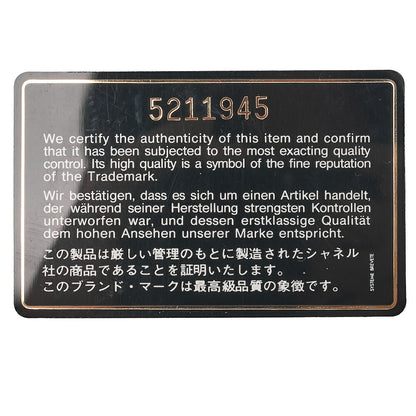 5211945
We certify the authenticity of this item and confirm
that it has been subjected to the most exacting quality
control. Its high quality is a symbol of the fine reputation
of the Trademark.
Wir bestätigen, dass es sich um einen Artikel handelt,
der während seiner Herstellung strengsten Kontrollen
unterworfen war, und dessen erstklassige Qualität
dem hohen Ansehen unserer Marke entspricht.
この製品は厳しい管理のもとに製造されたシャネル
社の商品であることを証明いたします。
このブランド・マークは最高級品質の象徴です。
SYSTEME BREVETE